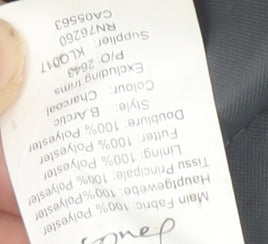 Main Fabric: 100% Polyester
Hauptgewebe: 100% Polyester
Tissu Principale: 100% Polyester
Lining: 100% Polyester
Futter: 100% Polyester
Doublure: 100% Polyester
Style: B.Arctic
Colour: Charcoal
Excluding trims
P/O: 2643
Supplier: KLO017
RN76260
CA05563